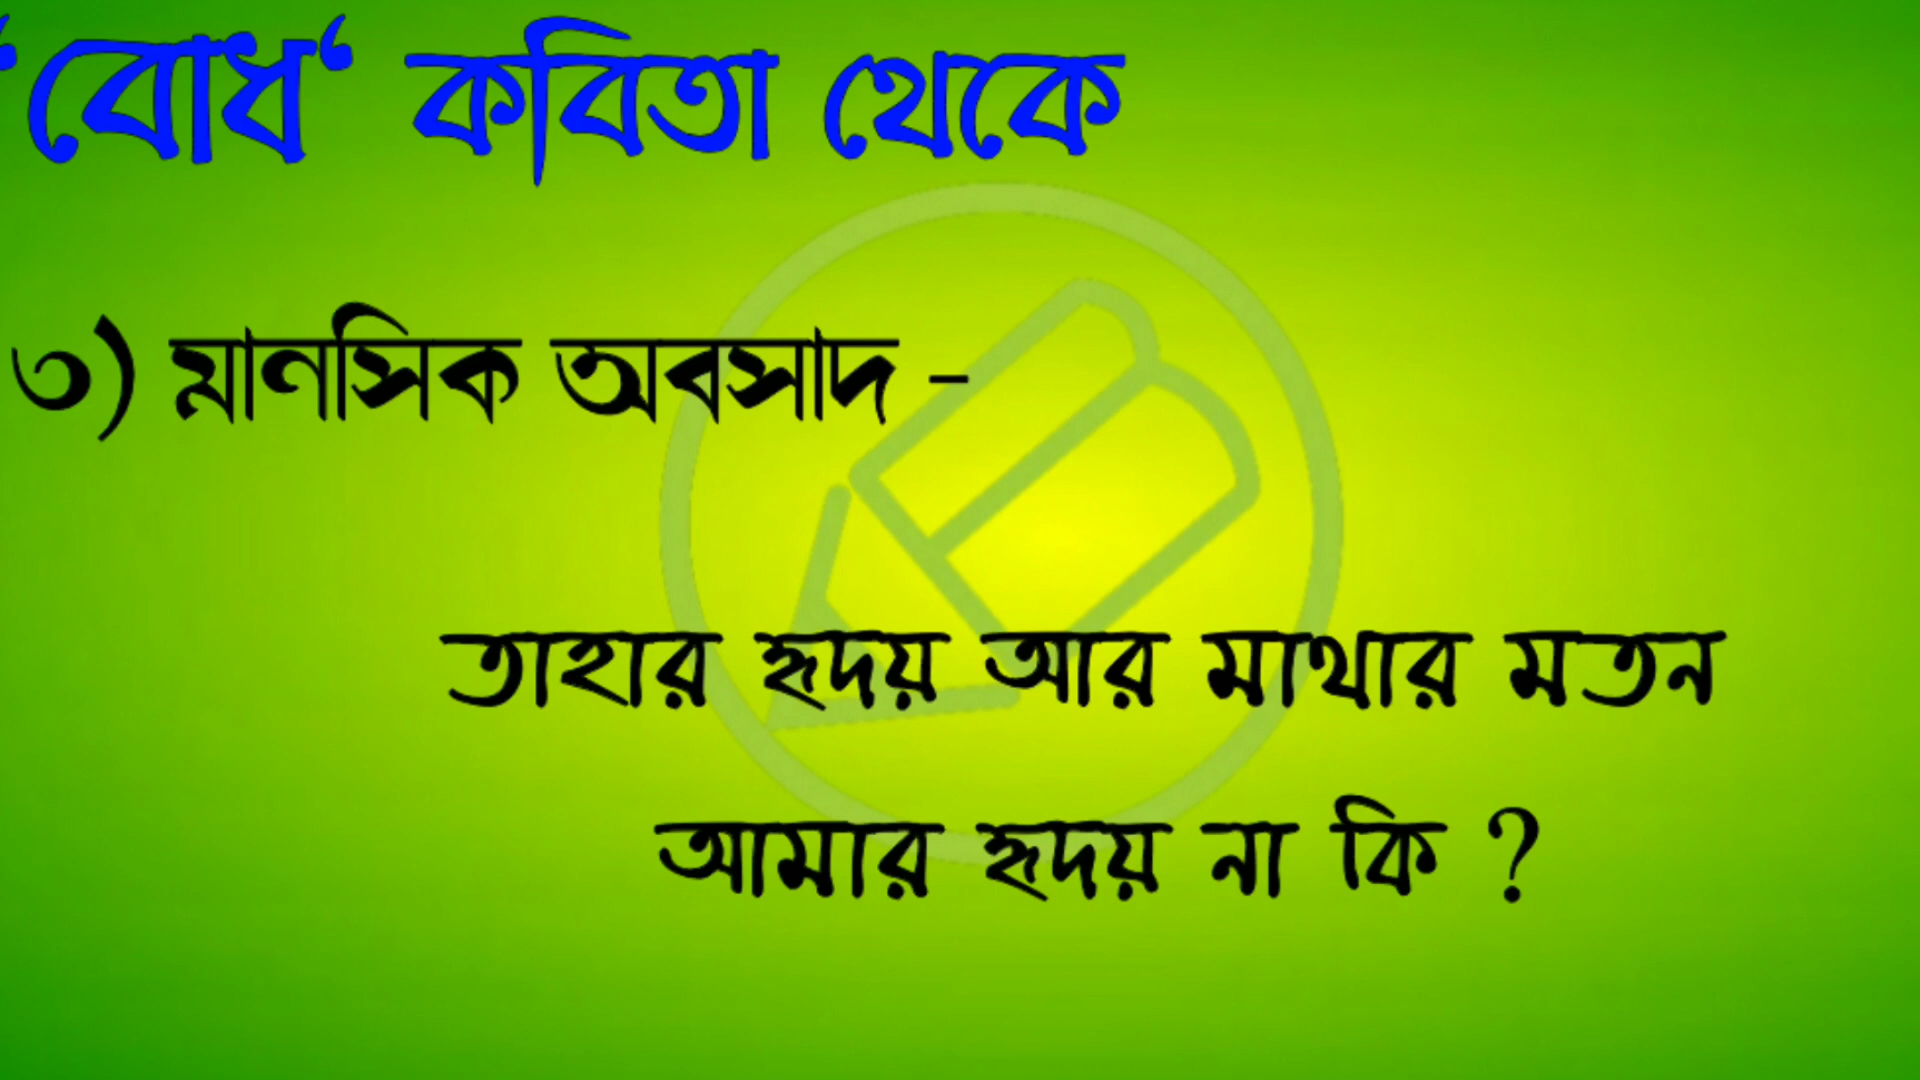 ‘বোধ‘ কবিতা থেকে
৩) মানসিক অবসাদ -
তাহার হৃদয় আর মাথার মতন
আমার হৃদয় না কি ?